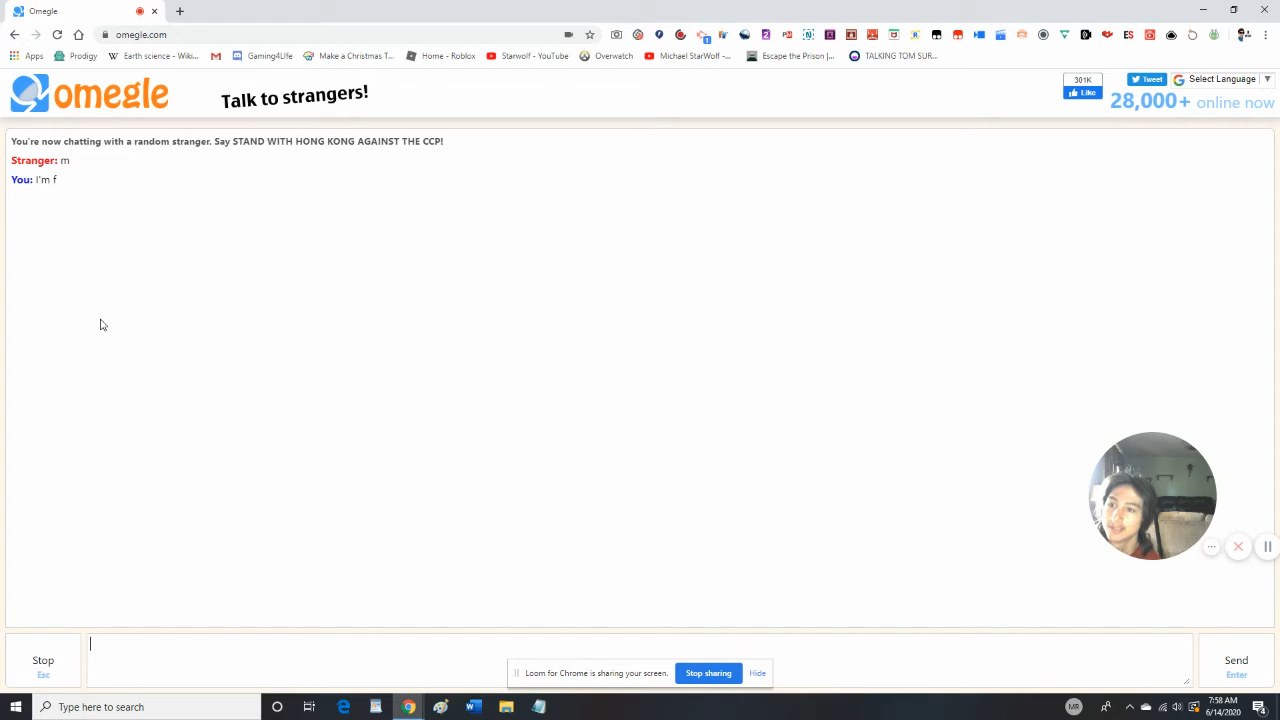 Omegle
omegle.com
Apps
Prodigy
Earth science - Wiki...
Gaming4Life
Make a Christmas T...
Home - Roblox
Starwolf - YouTube
Overwatch
Michael StarWolf -...
Escape the Prison |...
TALKING TOM SUR...
omegle
Talk to strangers!
301K
Like
Tweet
Select Language
28,000+ online now
You're now chatting with a random stranger. Say STAND WITH HONG KONG AGAINST THE CCP!
Stranger: m
You: I'm f
Stop
Esc
Loom for Chrome is sharing your screen.
Stop sharing
Hide
Send
Enter
Type here to search
MR
7:58 AM
6/14/2020